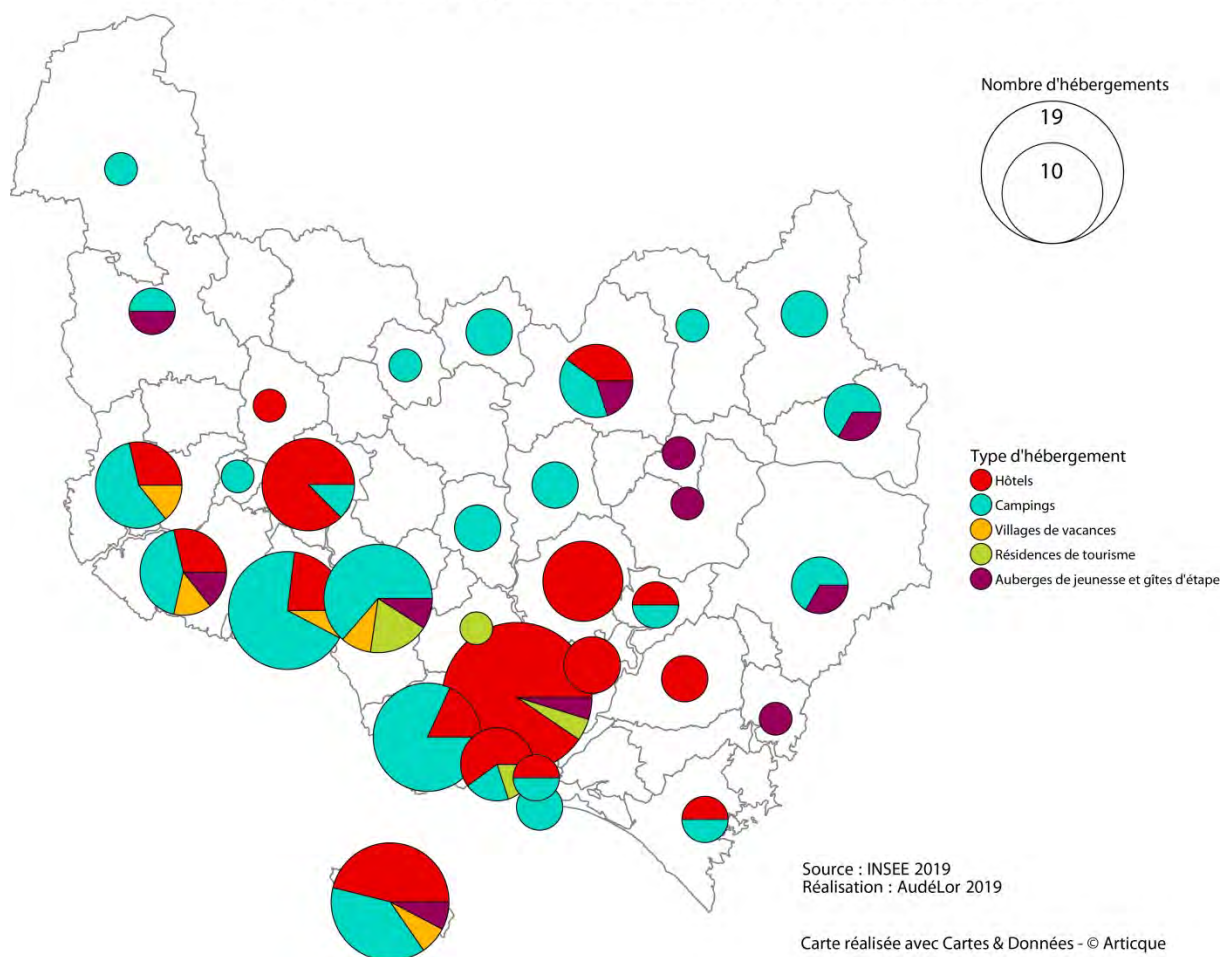 Nombre d'hébergements
19
10
Type d'hébergement
Hôtels
Campings
Villages de vacances
Résidences de tourisme
Auberges de jeunesse et gîtes d'étape
Source : INSEE 2019
Réalisation : AudéLor 2019
Carte réalisée avec Cartes & Données - © Articque